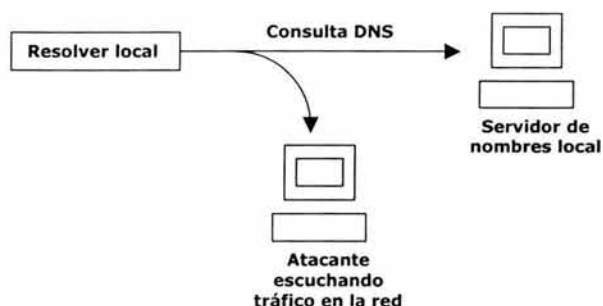 Consulta DNS
Resolver local
Servidor de
nombres local
Atacante
escuchando
tráfico en la red